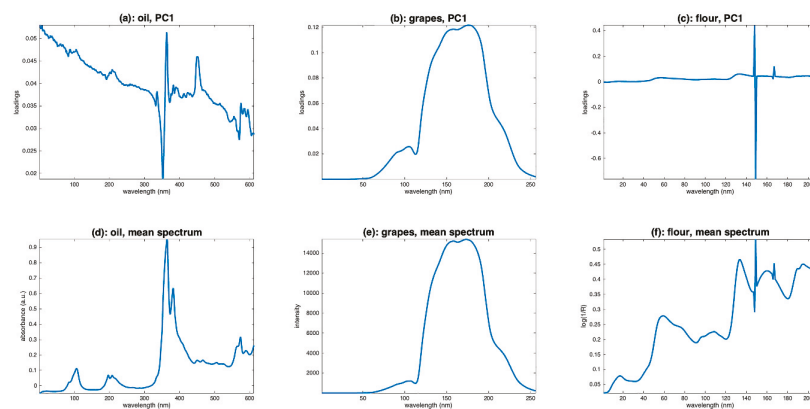 (a): oil, PC1
(b): grapes, PC1
(c): flour, PC1
loadings
0.05
0.045
0.04
0.035
0.03
0.025
0.02
100 200 300 400 500 600
wavelength (nm)
loadings
0.12
0.1
0.08
0.06
0.04
0.02
50 100 150 200 250
wavelength (nm)
loadings
0.4
0.2
0
-0.2
-0.4
-0.6
20 40 60 80 100 120 140 160 180 200
wavelength (nm)
(d): oil, mean spectrum
(e): grapes, mean spectrum
(f): flour, mean spectrum
absorbance (a.u.)
0.9
0.8
0.7
0.6
0.5
0.4
0.3
0.2
0.1
0
100 200 300 400 500 600
wavelength (nm)
intensity
14000
12000
10000
8000
6000
4000
2000
50 100 150 200 250
wavelength (nm)
log(1/R)
0.5
0.45
0.4
0.35
0.3
0.25
0.2
0.15
0.1
0.05
20 40 60 80 100 120 140 160 180 200
wavelength (nm)